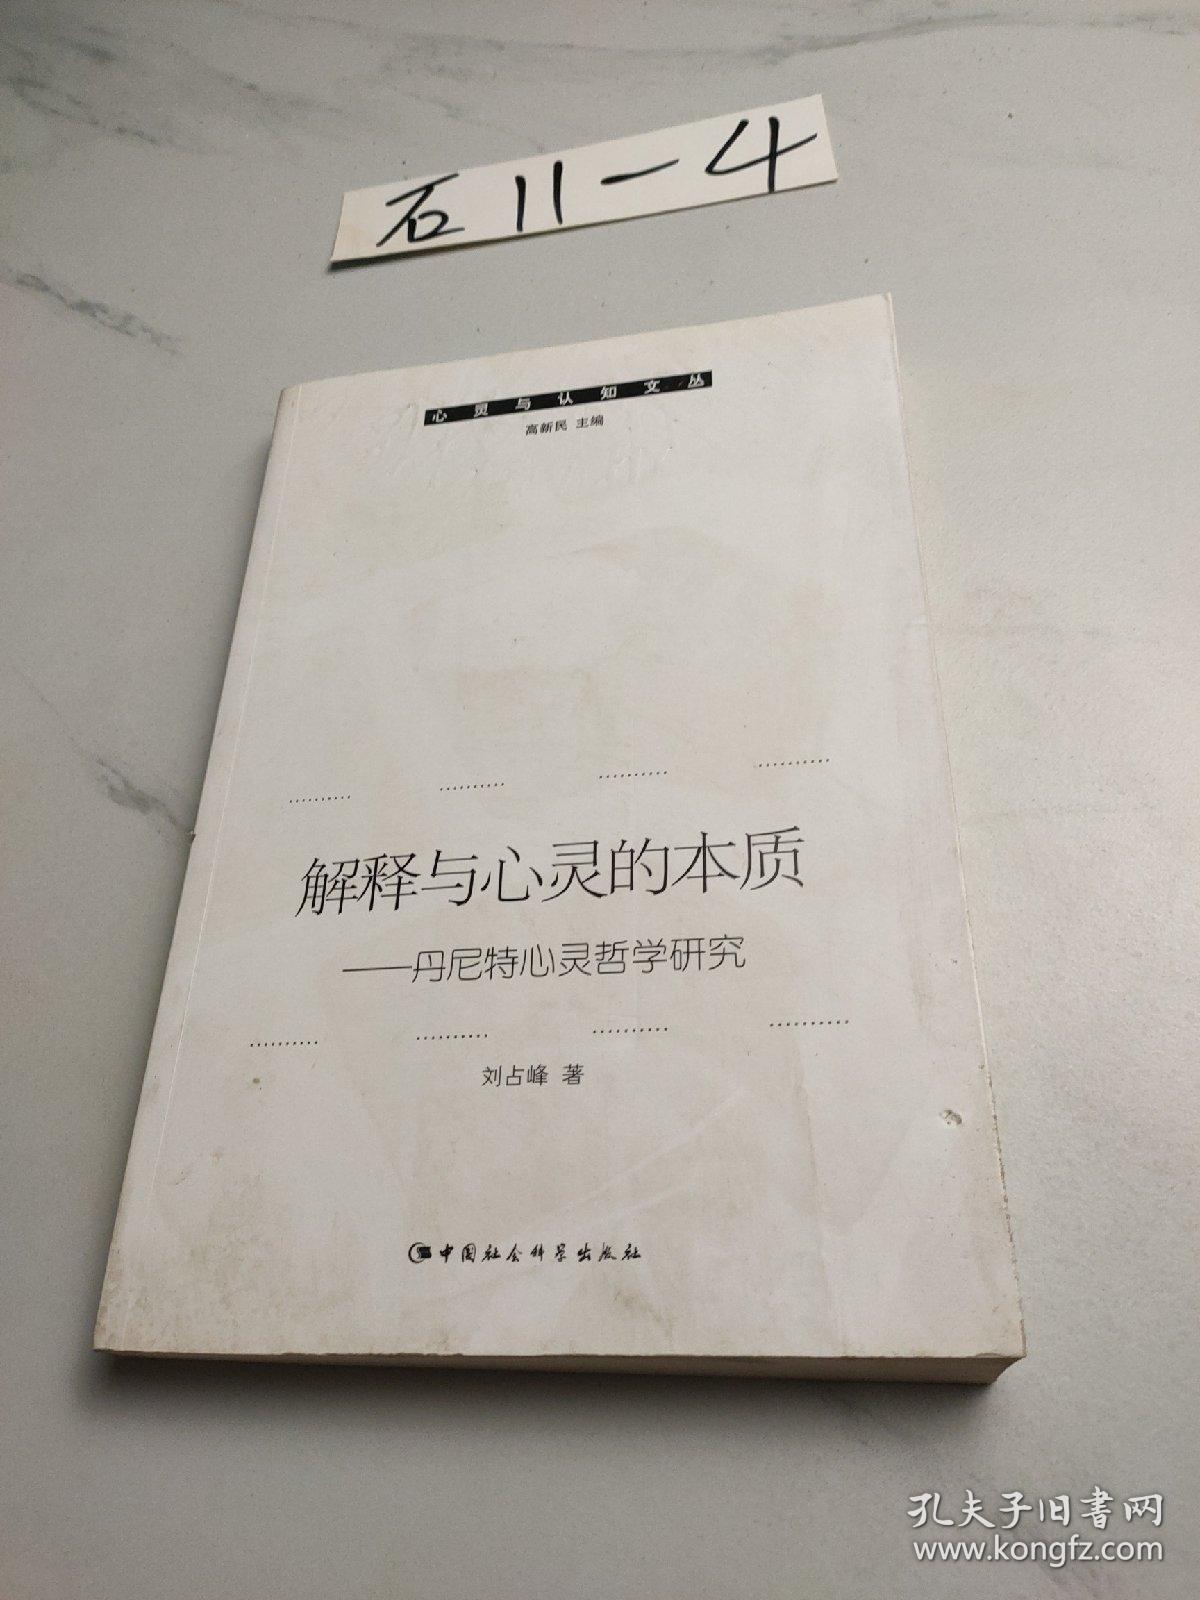 石11-4
心灵与认知文丛
高新民 主编
解释与心灵的本质
——丹尼特心灵哲学研究
刘占峰 著
中国社会科学出版社
孔夫子旧书网
www.kongfz.com